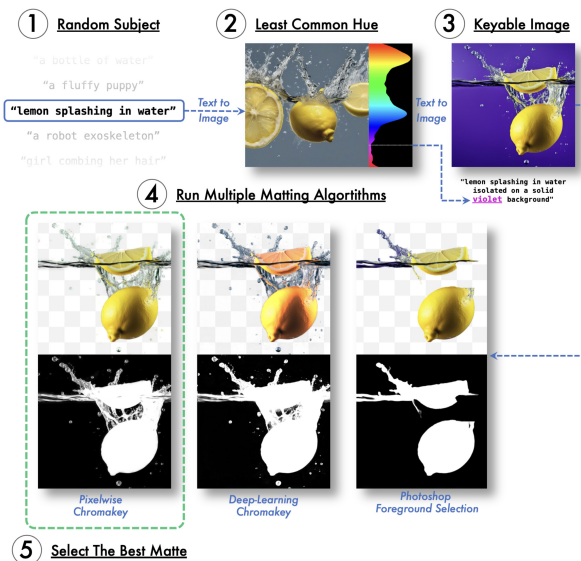 1 Random Subject
2 Least Common Hue
3 Keyable Image
"a bottle of water"
"a fluffy puppy"
"lemon splashing in water"
"a robot exoskeleton"
"girl combing her hair"
Text to
Image
Text to
Image
"lemon splashing in water
isolated on a solid
violet background"
4 Run Multiple Matting Algortithms
Pixelwise
Chromakey
Deep-Learning
Chromakey
Photoshop
Foreground Selection
5 Select The Best Matte